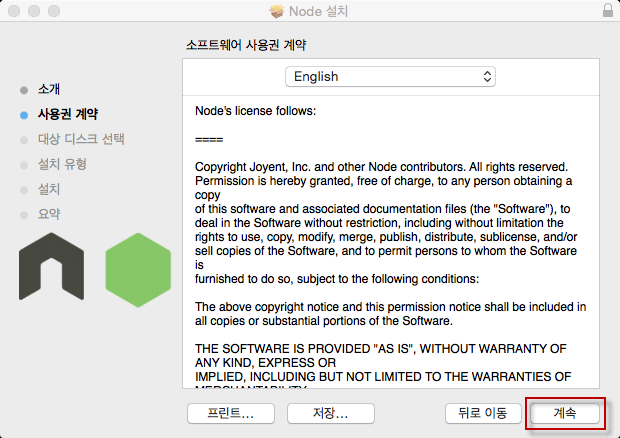 Node 설치
소프트웨어 사용권 계약
English
소개
사용권 계약
대상 디스크 선택
설치 유형
설치
요약
Node's license follows:
====
Copyright Joyent, Inc. and other Node contributors. All rights reserved.
Permission is hereby granted, free of charge, to any person obtaining a
copy
of this software and associated documentation files (the "Software"), to
deal in the Software without restriction, including without limitation the
rights to use, copy, modify, merge, publish, distribute, sublicense, and/or
sell copies of the Software, and to permit persons to whom the Software
is
furnished to do so, subject to the following conditions:
The above copyright notice and this permission notice shall be included in
all copies or substantial portions of the Software.
THE SOFTWARE IS PROVIDED "AS IS", WITHOUT WARRANTY OF
ANY KIND, EXPRESS OR
IMPLIED, INCLUDING BUT NOT LIMITED TO THE WARRANTIES OF
MERCHANTABILITY
프린트...
저장...
뒤로 이동
계속